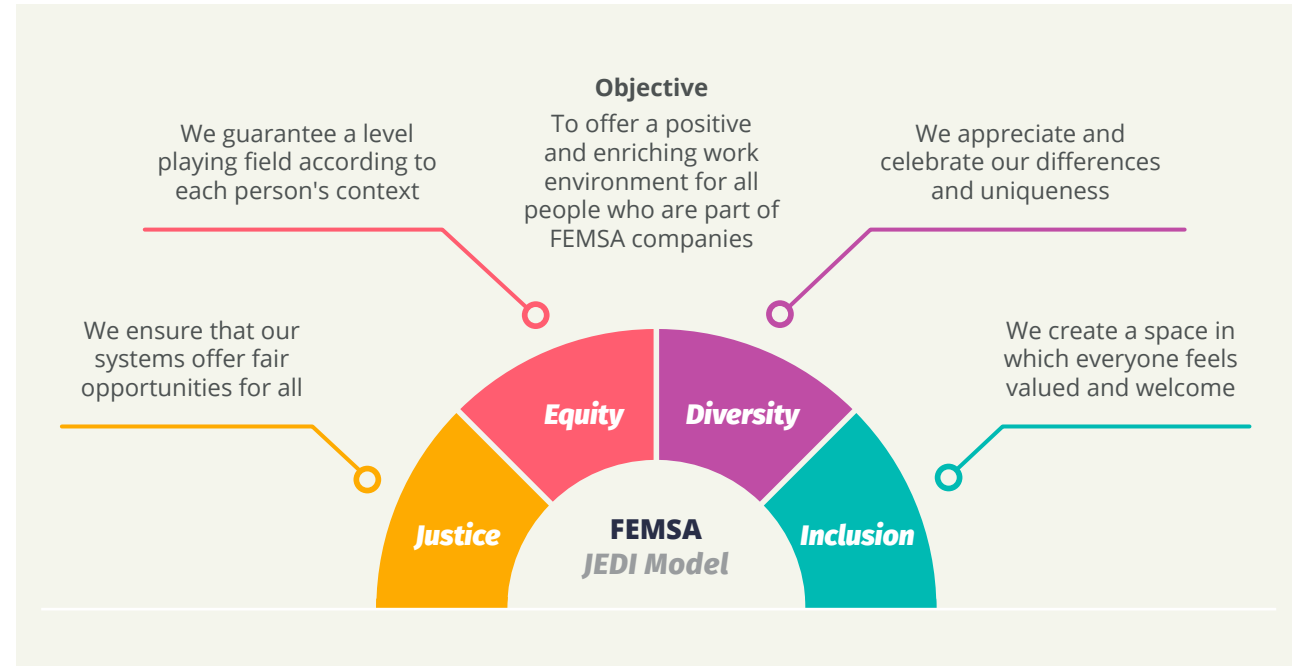 Objective
To offer a positive
and enriching work
environment for all
people who are part of
FEMSA companies
We guarantee a level
playing field according to
each person's context
We appreciate and
celebrate our differences
and uniqueness
We ensure that our
systems offer fair
opportunities for all
We create a space in
which everyone feels
valued and welcome
Equity
Diversity
Justice
Inclusion
FEMSA
JEDI Model